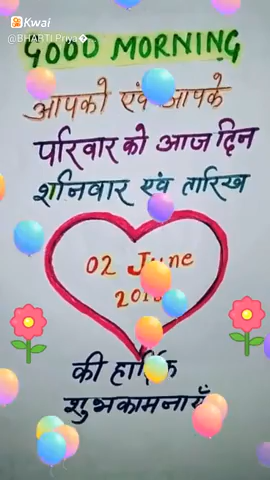 Kwai
@BHARTI Priya
GOOD MORNING
आपको एवं आपके
परिवार को आज दिन
शनिवार एवं तारिख
02 June
की हार्दिक
शुभकामनायें